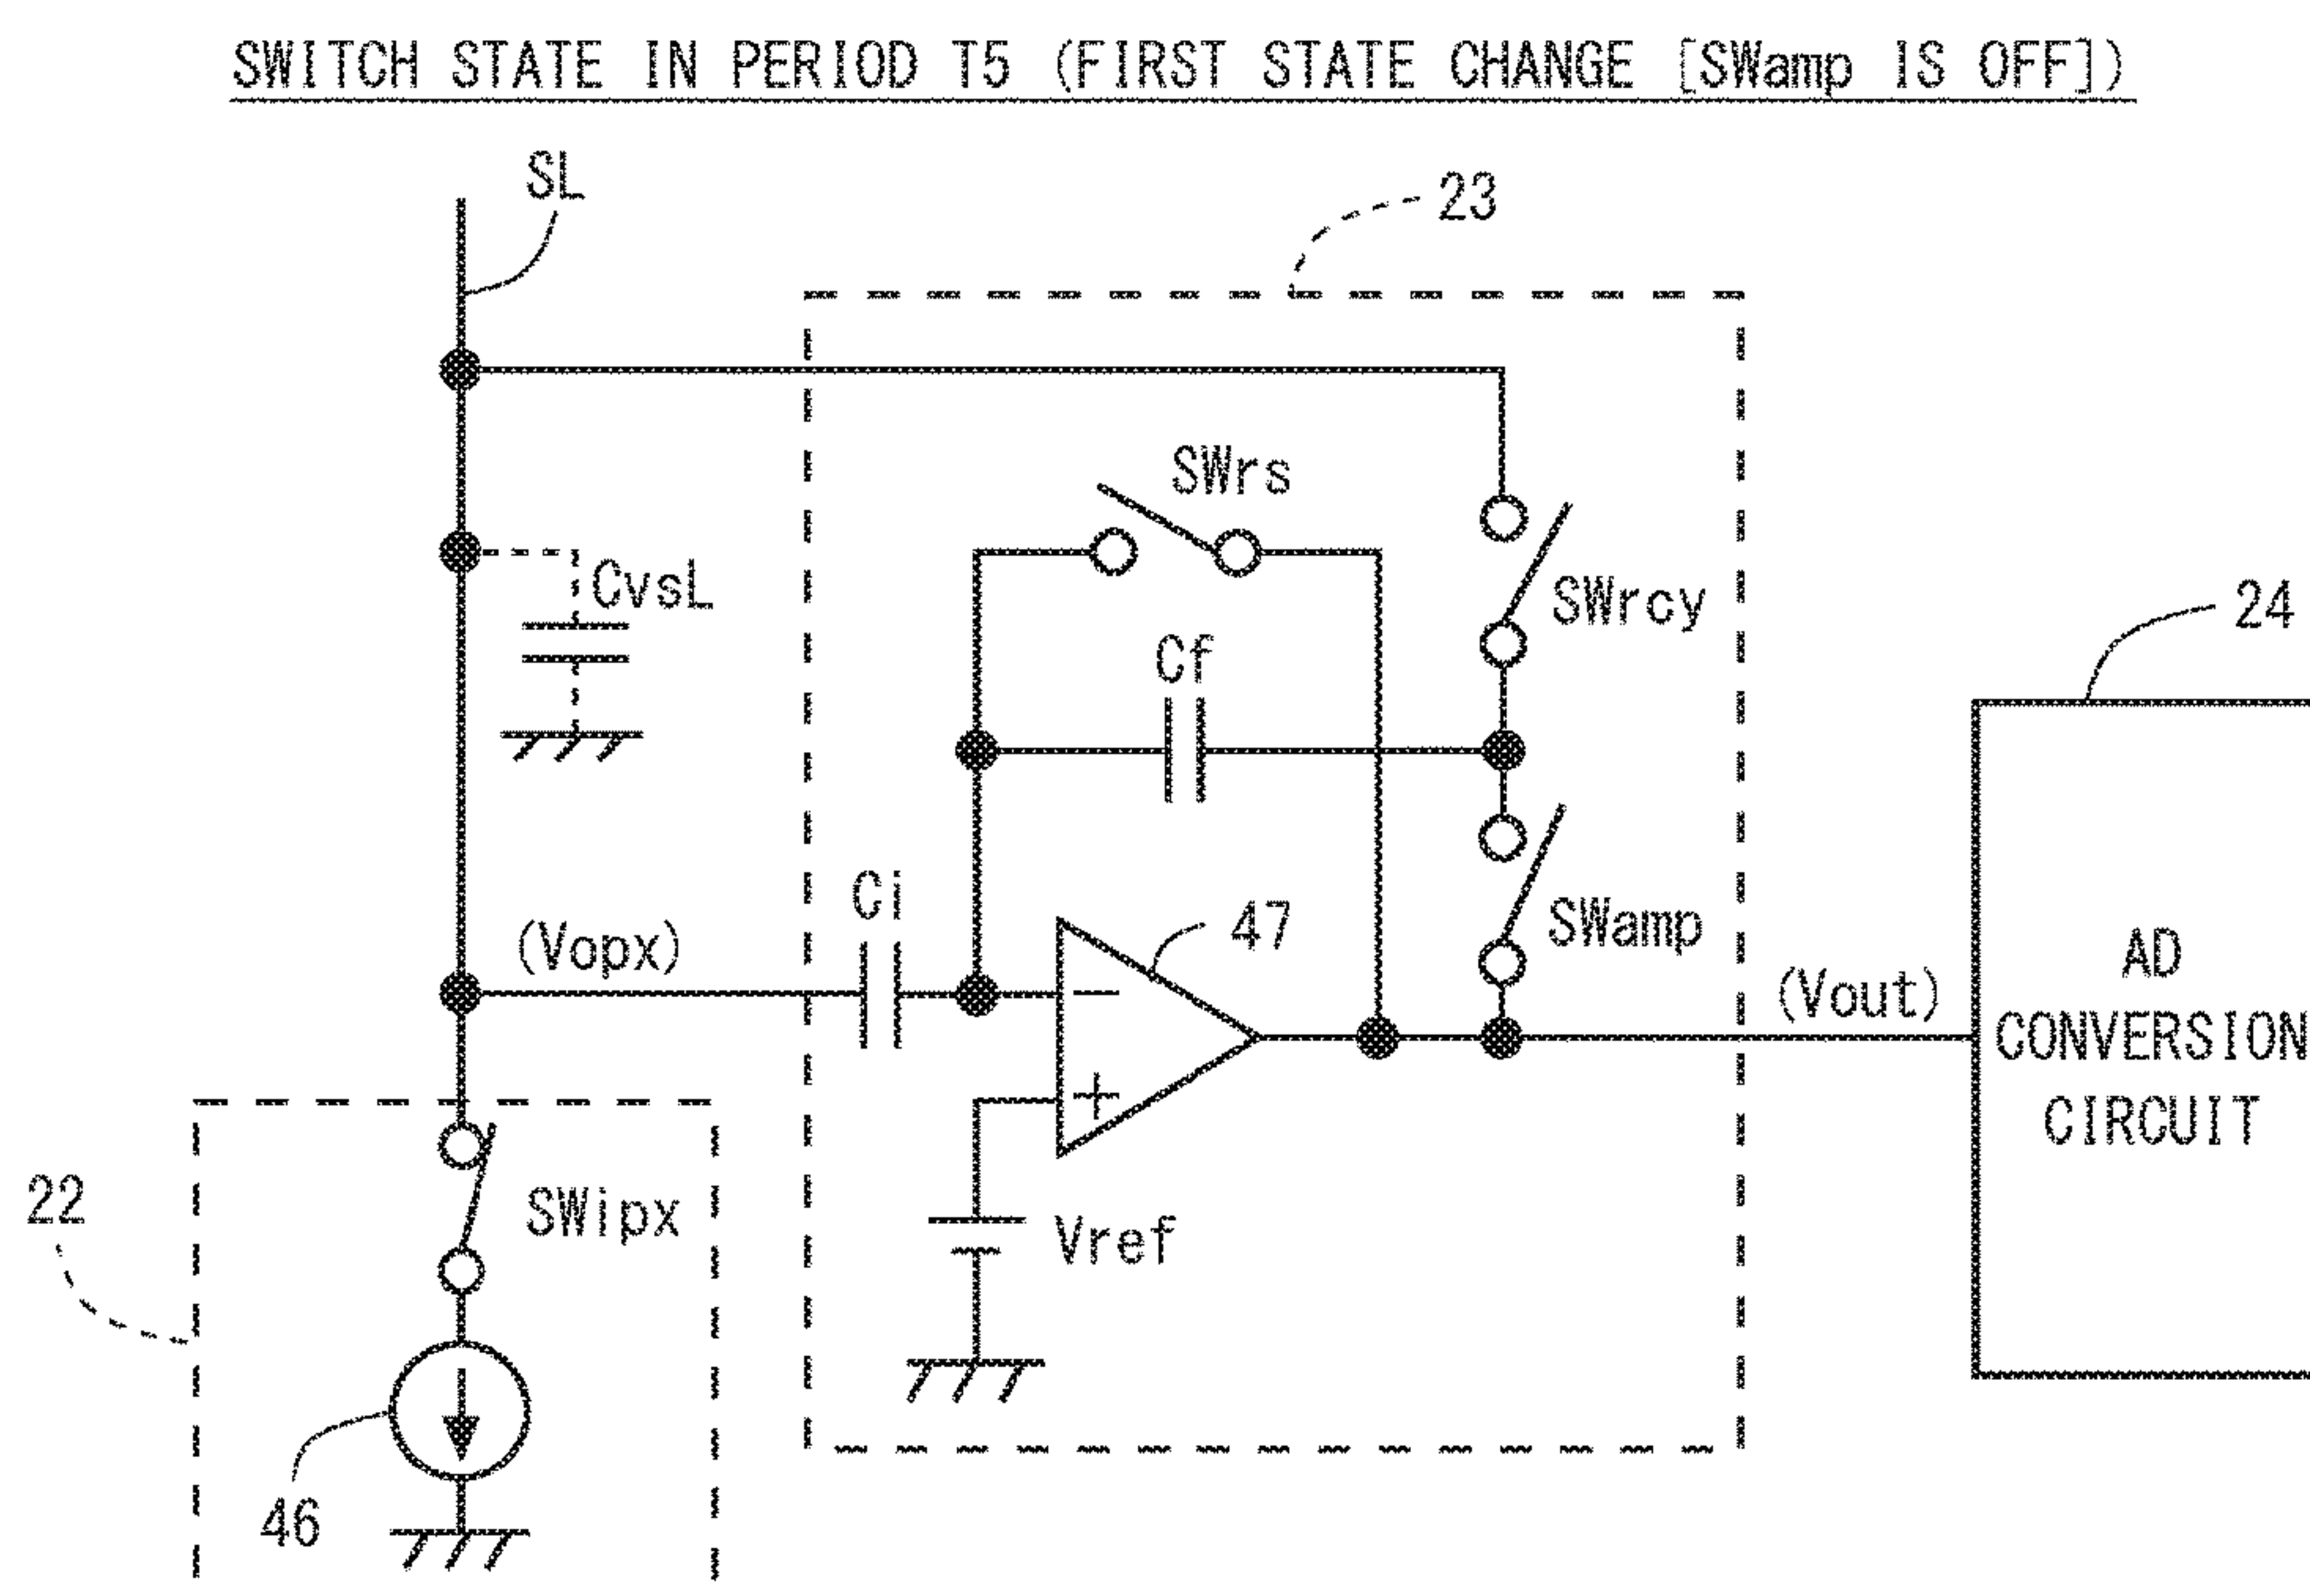 SWITCH STATE IN PERIOD T5 (FIRST STATE CHANGE [SWamp IS OFF])
SL
23
SWrs
CvsL
SWrcy
24
Cf
Ci
47
SWamp
(Vopx)
(Vout)
AD
CONVERSION
CIRCUIT
−
+
22
SWipx
Vref
46